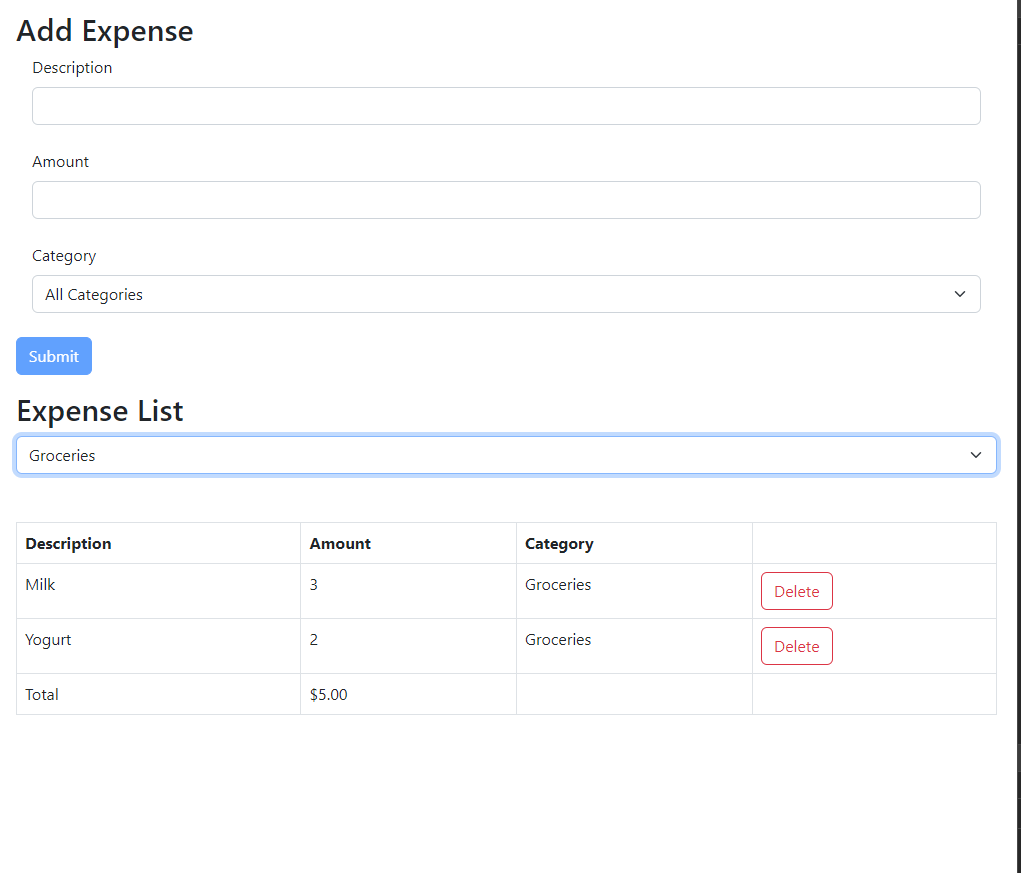 Add Expense
Description
Amount
Category
All Categories
Submit
Expense List
Groceries
Description Amount Category
Milk 3 Groceries Delete
Yogurt 2 Groceries Delete
Total $5.00